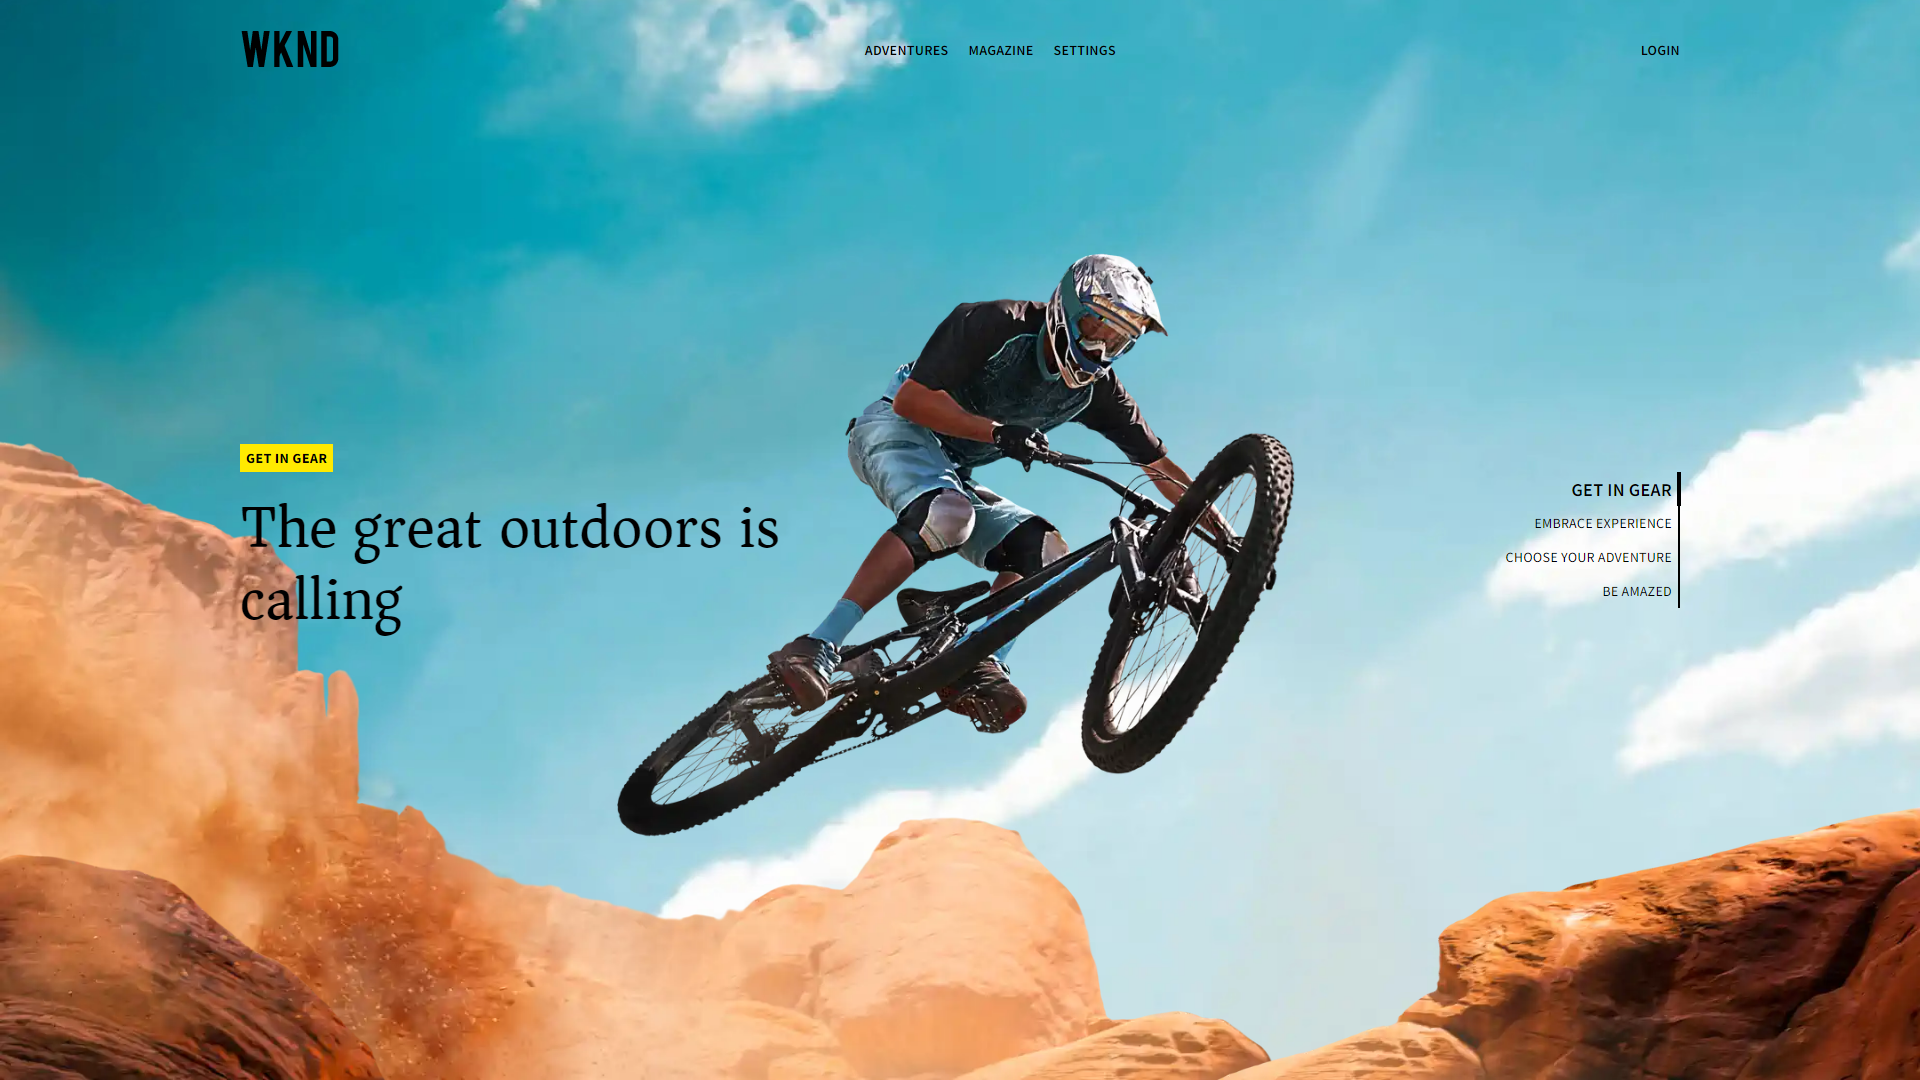 WKND
ADVENTURES MAGAZINE SETTINGS
LOGIN
GET IN GEAR
The great outdoors is
calling
GET IN GEAR
EMBRACE EXPERIENCE
CHOOSE YOUR ADVENTURE
BE AMAZED